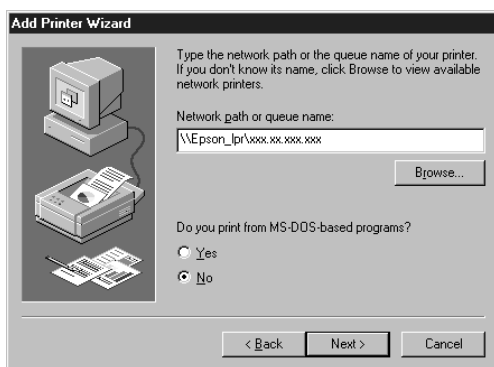 Add Printer Wizard
Type the network path or the queue name of your printer.
If you don't know its name, click Browse to view available
network printers.
Network path or queue name:
\\Epson_lpr\xxx.xx.xxx.xxx
Browse...
Do you print from MS-DOS-based programs?
Yes
No
< Back
Next >
Cancel